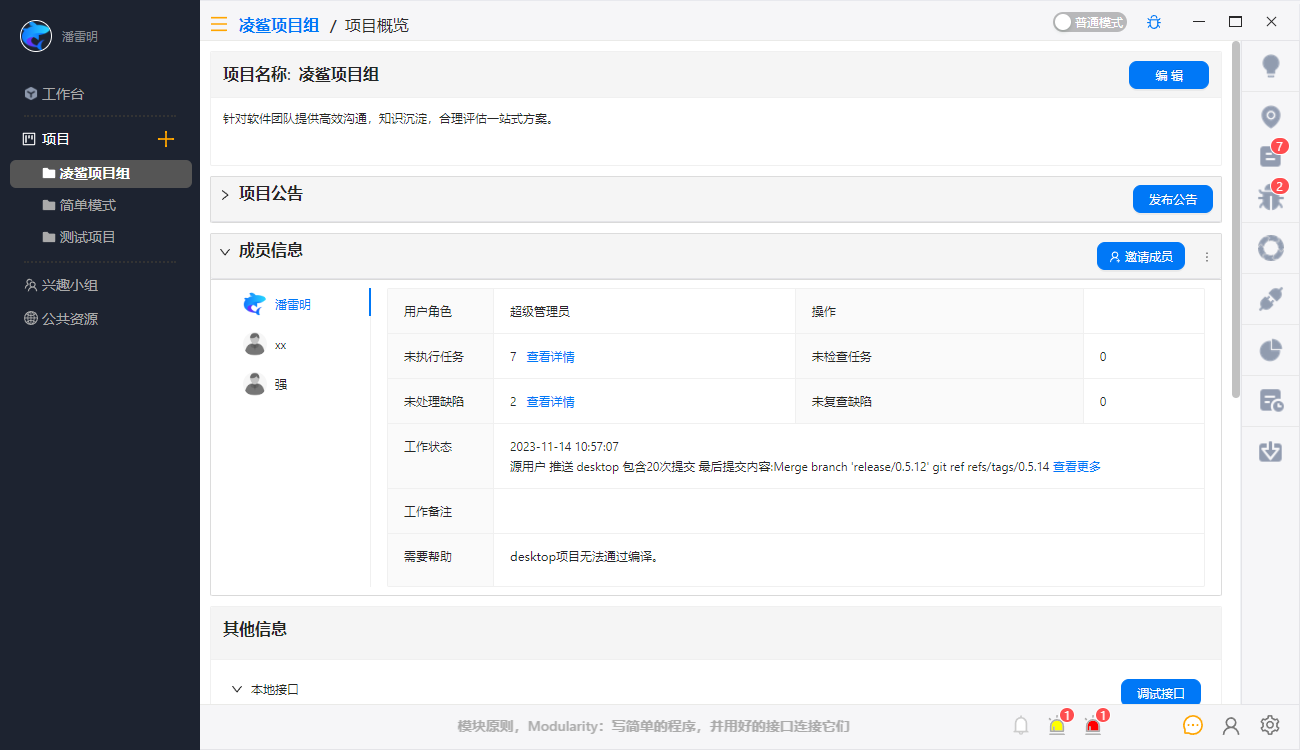 潘雷明
工作台
项目
凌鲨项目组
简单模式
测试项目
兴趣小组
公共资源
凌鲨项目组 / 项目概览
普通模式
项目名称: 凌鲨项目组
编 辑
针对软件团队提供高效沟通，知识沉淀，合理评估一站式方案。
项目公告
发布公告
成员信息
邀请成员
潘雷明
xx
强
用户角色 超级管理员 操作
未执行任务 7 查看详情 未检查任务 0
未处理缺陷 2 查看详情 未复查缺陷 0
工作状态 2023-11-14 10:57:07
源用户 推送 desktop 包含20次提交 最后提交内容:Merge branch 'release/0.5.12' git ref refs/tags/0.5.14 查看更多
工作备注
需要帮助 desktop项目无法通过编译。
其他信息
本地接口
调试接口
7
2
模块原则，Modularity：写简单的程序，并用好的接口连接它们
1
1